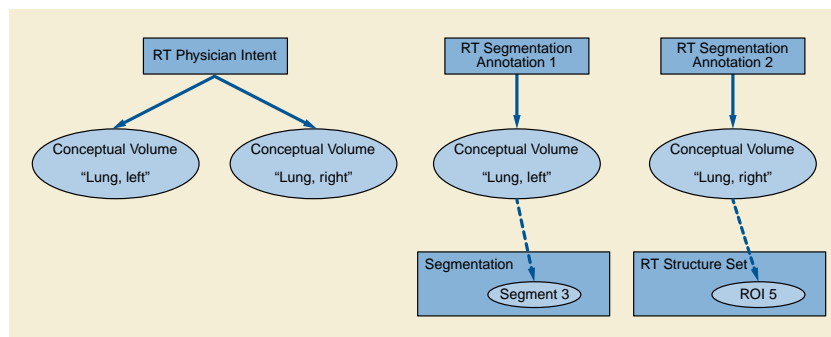 RT Physician Intent
RT Segmentation
Annotation 1
RT Segmentation
Annotation 2
Conceptual Volume
“Lung, left”
Conceptual Volume
“Lung, right”
Conceptual Volume
“Lung, left”
Conceptual Volume
“Lung, right”
Segmentation
Segment 3
RT Structure Set
ROI 5